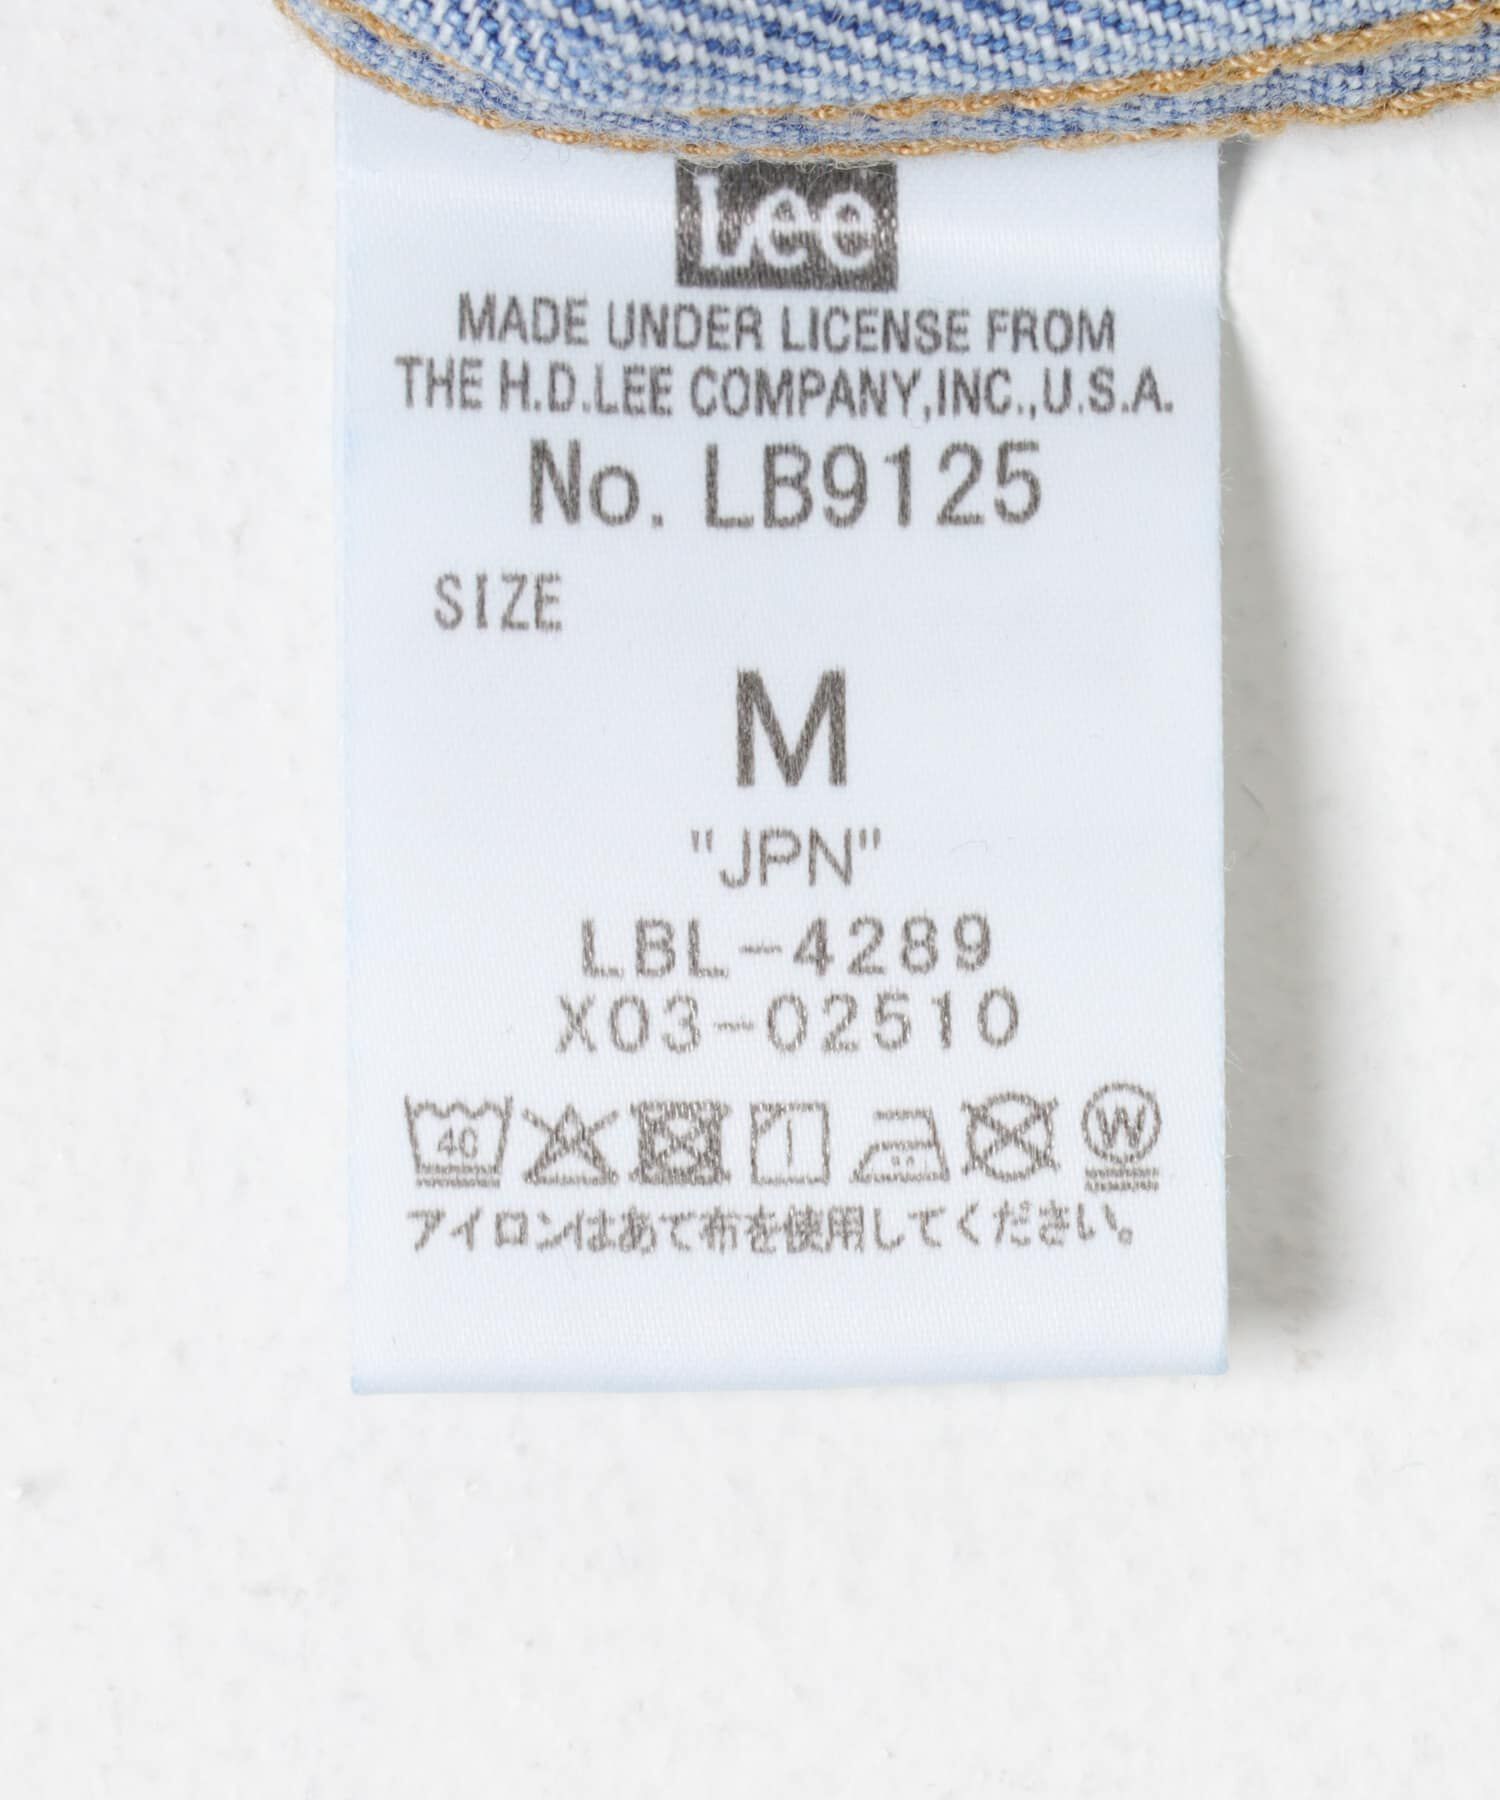 Lee
MADE UNDER LICENSE FROM
THE H.D.LEE COMPANY,INC.,U.S.A.
No. LB9125
SIZE
M
"JPN"
LBL-4289
X03-02510
40
W
アイロンはあて布を使用してください。